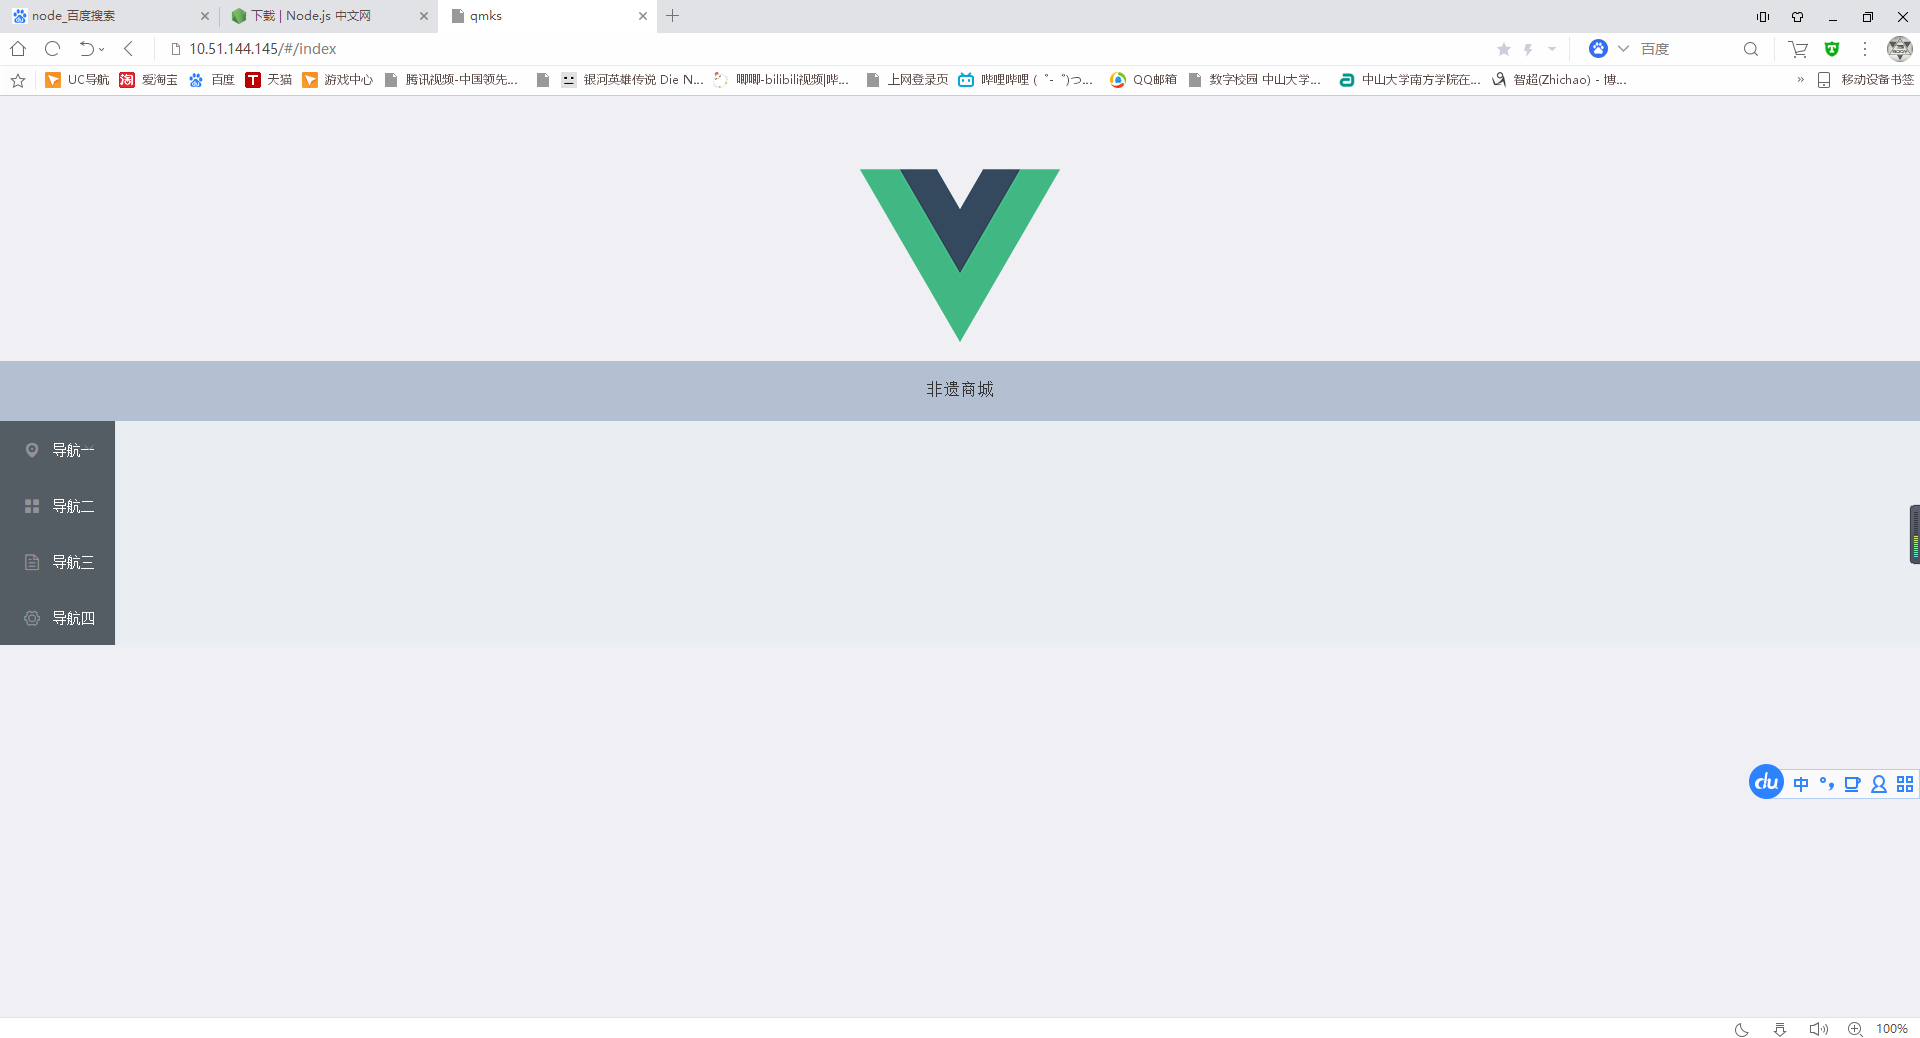 node_百度搜索
下载 | Node.js 中文网
qmks
10.51.144.145/#/index
百度
UC导航
爱淘宝
百度
天猫
游戏中心
腾讯视频-中国领先...
银河英雄传说 Die N...
唧唧-bilibili视频|哔...
上网登录页
哔哩哔哩 ( ゜- ゜)つ...
QQ邮箱
数字校园 中山大学...
中山大学南方学院在...
智超(Zhichao) - 博...
»
移动设备书签
非遗商城
导航一
导航二
导航三
导航四
du 中 °,
100%